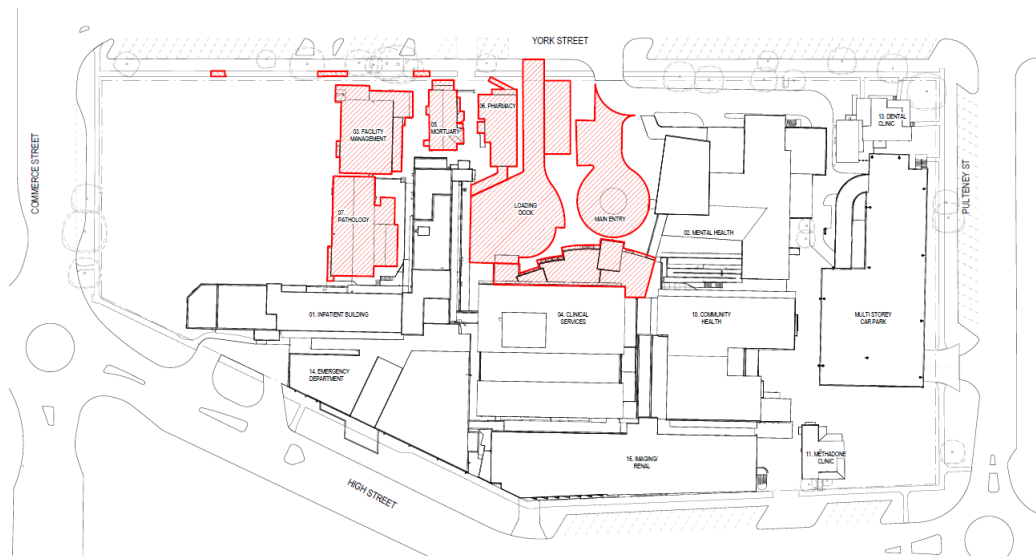 YORK STREET
COMMERCE STREET
PULTENEY ST
HIGH STREET
03. FACILITY
MANAGEMENT
MORTUARY
06. PHARMACY
13. DENTAL
CLINIC
07.
PATHOLOGY
LOADING
DOCK
MAIN ENTRY
02. MENTAL HEALTH
01. INPATIENT BUILDING
04. CLINICAL
SERVICES
10. COMMUNITY
HEALTH
MULTI STOREY
CAR PARK
14. EMERGENCY
DEPARTMENT
16. IMAGING/
RENAL
11. METHADONE
CLINIC